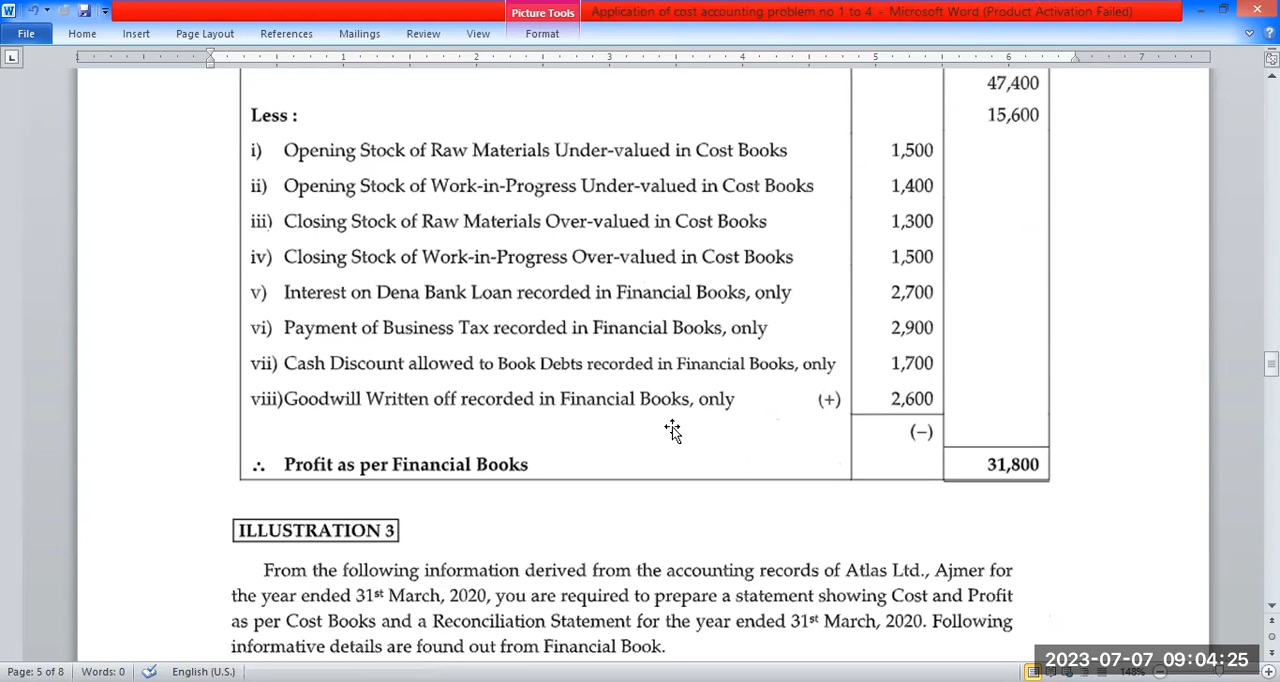 Picture Tools
Application of cost accounting problem no 1 to 4 - Microsoft Word (Product Activation Failed)
File Home Insert Page Layout References Mailings Review View Format
1 1 2 3 4 5 6 7
47,400
Less : 15,600
i) Opening Stock of Raw Materials Under-valued in Cost Books 1,500
ii) Opening Stock of Work-in-Progress Under-valued in Cost Books 1,400
iii) Closing Stock of Raw Materials Over-valued in Cost Books 1,300
iv) Closing Stock of Work-in-Progress Over-valued in Cost Books 1,500
v) Interest on Dena Bank Loan recorded in Financial Books, only 2,700
vi) Payment of Business Tax recorded in Financial Books, only 2,900
vii) Cash Discount allowed to Book Debts recorded in Financial Books, only 1,700
viii)Goodwill Written off recorded in Financial Books, only (+) 2,600
(−)
∴ Profit as per Financial Books 31,800
ILLUSTRATION 3
From the following information derived from the accounting records of Atlas Ltd., Ajmer for
the year ended 31st March, 2020, you are required to prepare a statement showing Cost and Profit
as per Cost Books and a Reconciliation Statement for the year ended 31st March, 2020. Following
informative details are found out from Financial Book.
2023-07-07 09:04:25
Page: 5 of 8 Words: 0 English (U.S.) 148%